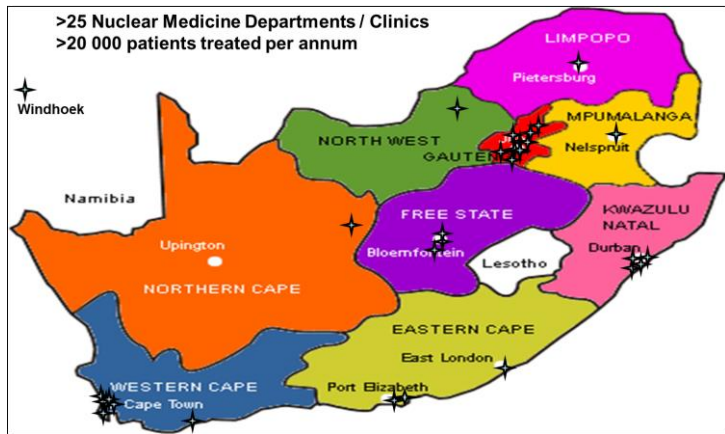 >25 Nuclear Medicine Departments / Clinics
>20 000 patients treated per annum
LIMPOPO
Pietersburg
Windhoek
MPUMALANGA
NORTH WEST
GAUTENG
Nelspruit
Namibia
FREE STATE
KWAZULU
NATAL
Upington
Bloemfontein
Durban
Lesotho
NORTHERN CAPE
EASTERN CAPE
East London
WESTERN CAPE
Port Elizabeth
Cape Town